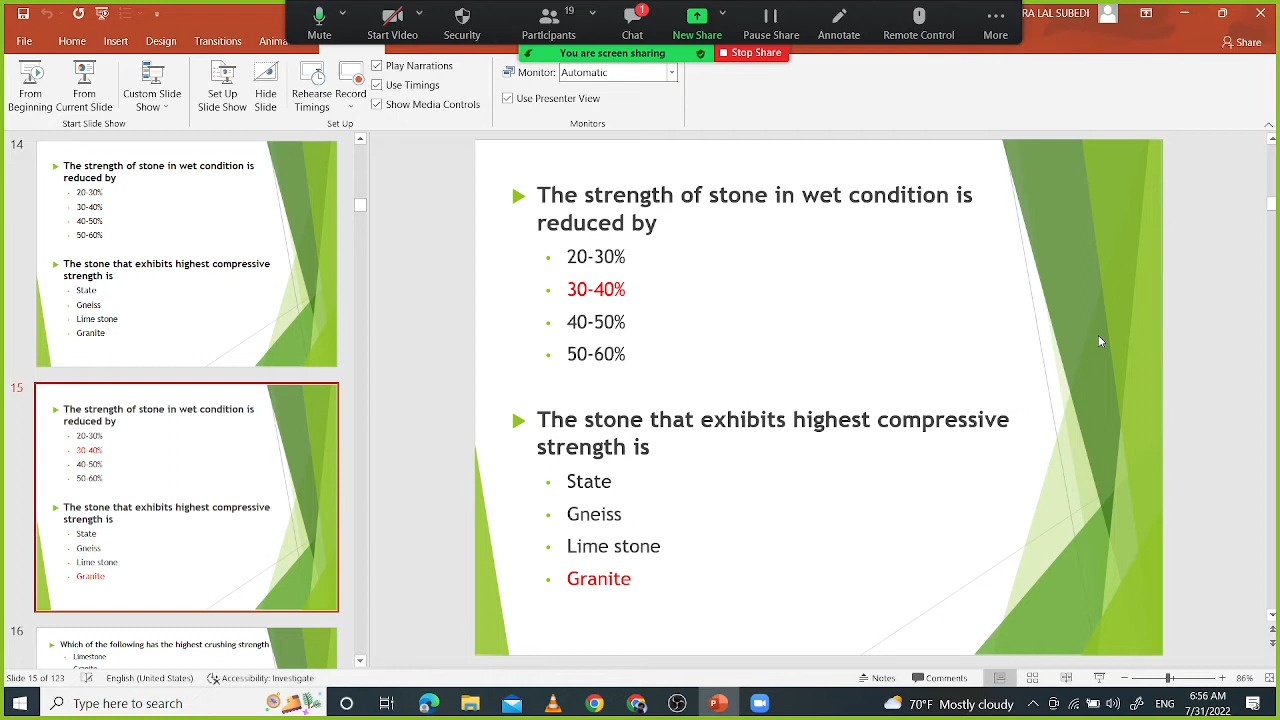 Mute
Start Video
Security
Participants
19
Chat
1
New Share
Pause Share
Annotate
Remote Control
More
RA LAL SUBEDI
You are screen sharing
Stop Share
File
Home
Insert
Design
Transitions
Anima
Share
From Beginning
From Current Slide
Custom Slide Show
Set Up Slide Show
Hide Slide
Rehearse Timings
Record
Play Narrations
Use Timings
Show Media Controls
Monitor: Automatic
Use Presenter View
Start Slide Show
Set Up
Monitors
14
The strength of stone in wet condition is
reduced by
20-30%
30-40%
40-50%
50-60%
The stone that exhibits highest compressive
strength is
State
Gneiss
Lime stone
Granite
15
The strength of stone in wet condition is
reduced by
20-30%
30-40%
40-50%
50-60%
The stone that exhibits highest compressive
strength is
State
Gneiss
Lime stone
Granite
16
Which of the following has the highest crushing strength
Limestone
The strength of stone in wet condition is
reduced by
20-30%
30-40%
40-50%
50-60%
The stone that exhibits highest compressive
strength is
State
Gneiss
Lime stone
Granite
Slide 15 of 123
English (United States)
Accessibility: Investigate
Notes
Comments
86%
Type here to search
70°F Mostly cloudy
ENG
6:56 AM
7/31/2022